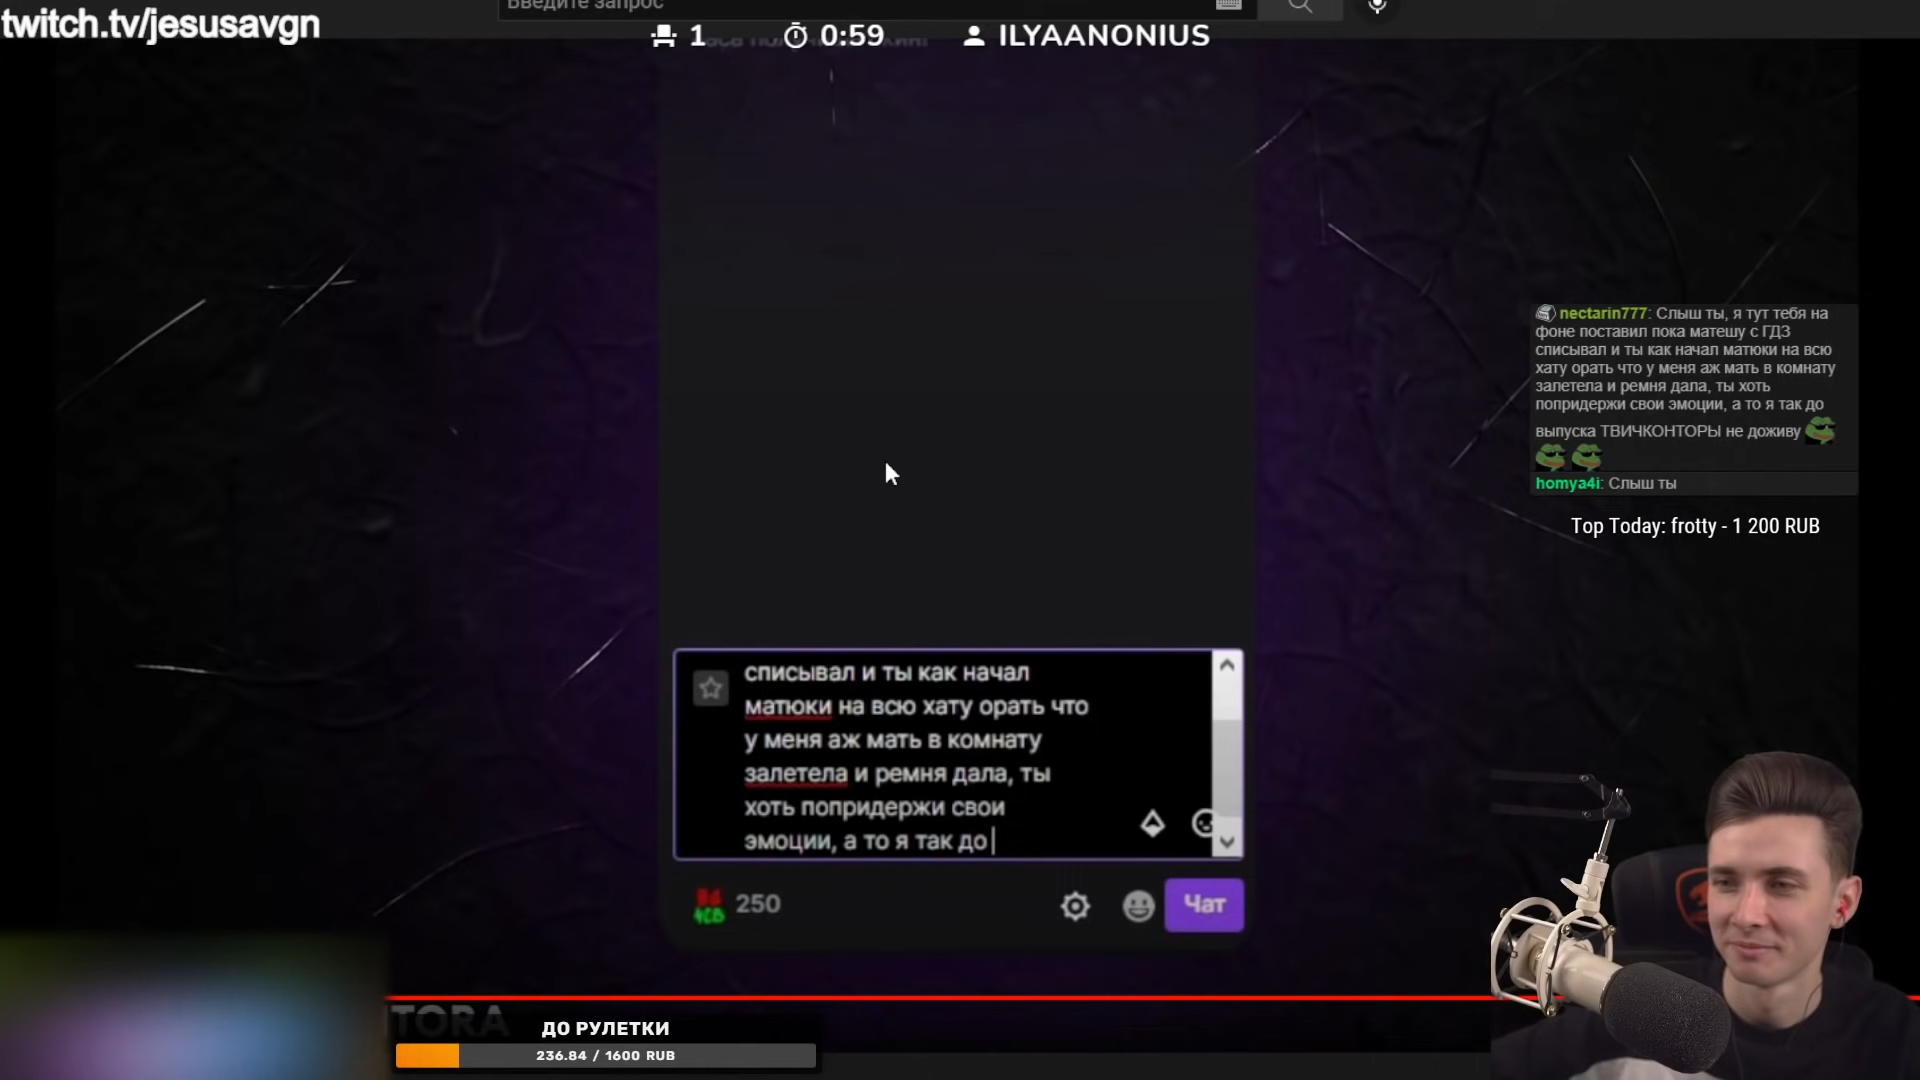 Введите запрос
twitch.tv/jesusavgn
1
0:59
ILYAANONIUS
nectarin777: Слыш ты, я тут тебя на
фоне поставил пока матешу с ГДЗ
списывал и ты как начал матюки на всю
хату орать что у меня аж мать в комнату
залетела и ремня дала, ты хоть
попридержи свои эмоции, а то я так до
выпуска ТВИЧКОНТОРЫ не доживу
homya4i: Слыш ты
Top Today: frotty - 1 200 RUB
списывал и ты как начал
матюки на всю хату орать что
у меня аж мать в комнату
залетела и ремня дала, ты
хоть попридержи свои
эмоции, а то я так до
250
Чат
TORA
ДО РУЛЕТКИ
236.84 / 1600 RUB